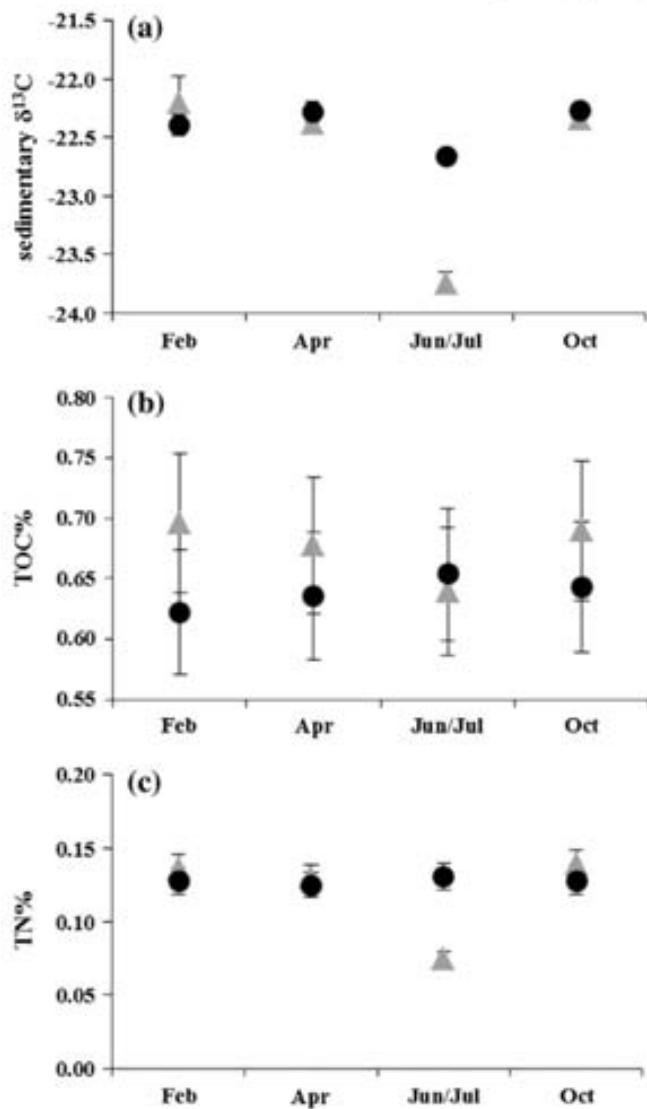 (a)
sedimentary δ¹³C
-21.5
-22.0
-22.5
-23.0
-23.5
-24.0
Feb Apr Jun/Jul Oct
(b)
TOC%
0.80
0.75
0.70
0.65
0.60
0.55
Feb Apr Jun/Jul Oct
(c)
TN%
0.20
0.15
0.10
0.05
0.00
Feb Apr Jun/Jul Oct